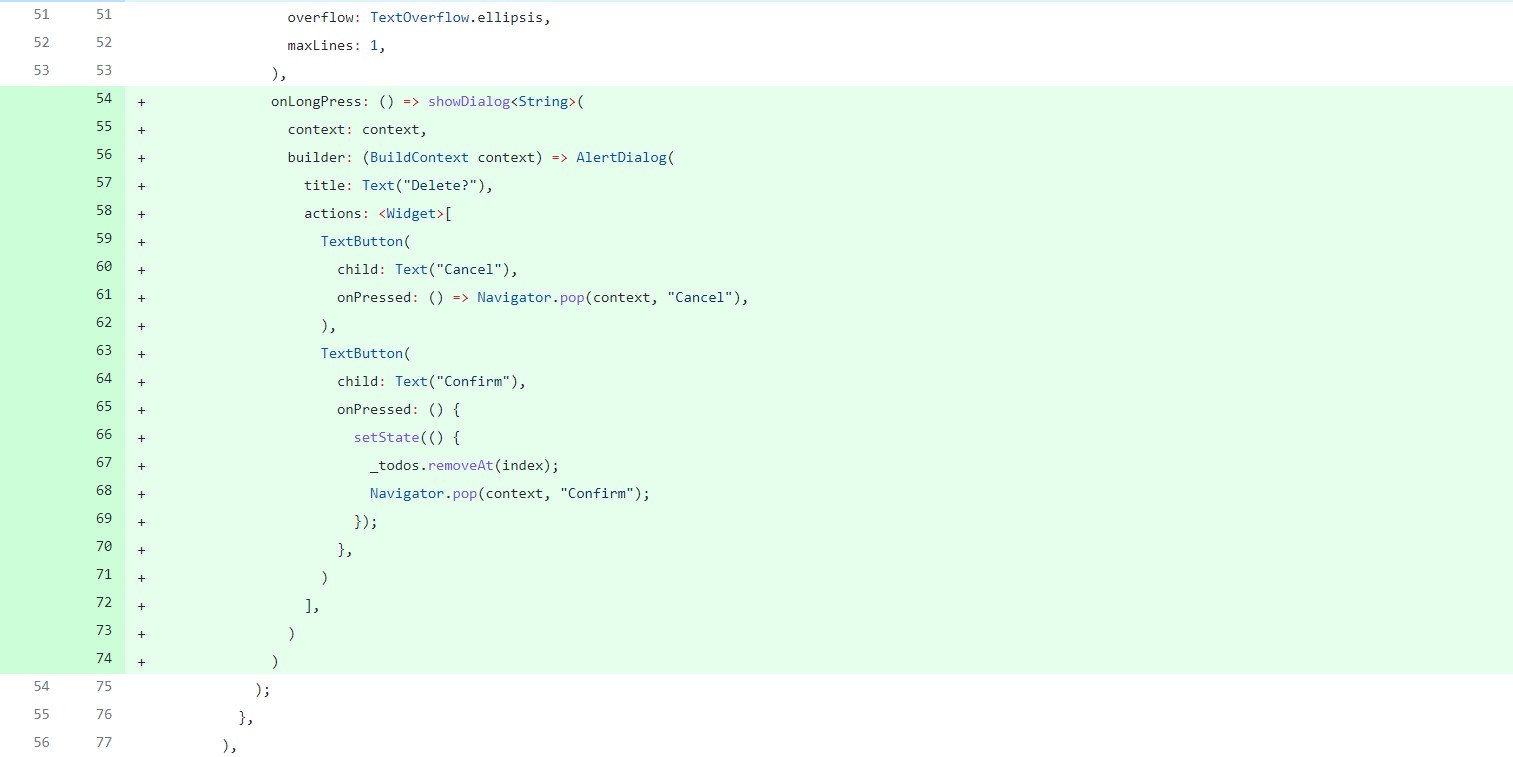 51 51 overflow: TextOverflow.ellipsis,
52 52 maxLines: 1,
53 53 ),
54 + onLongPress: () => showDialog<String>(
55 + context: context,
56 + builder: (BuildContext context) => AlertDialog(
57 + title: Text("Delete?"),
58 + actions: <Widget>[
59 + TextButton(
60 + child: Text("Cancel"),
61 + onPressed: () => Navigator.pop(context, "Cancel"),
62 + ),
63 + TextButton(
64 + child: Text("Confirm"),
65 + onPressed: () {
66 + setState(() {
67 + _todos.removeAt(index);
68 + Navigator.pop(context, "Confirm");
69 + });
70 + },
71 + )
72 + ],
73 + )
74 + )
54 75 );
55 76 },
56 77 ),